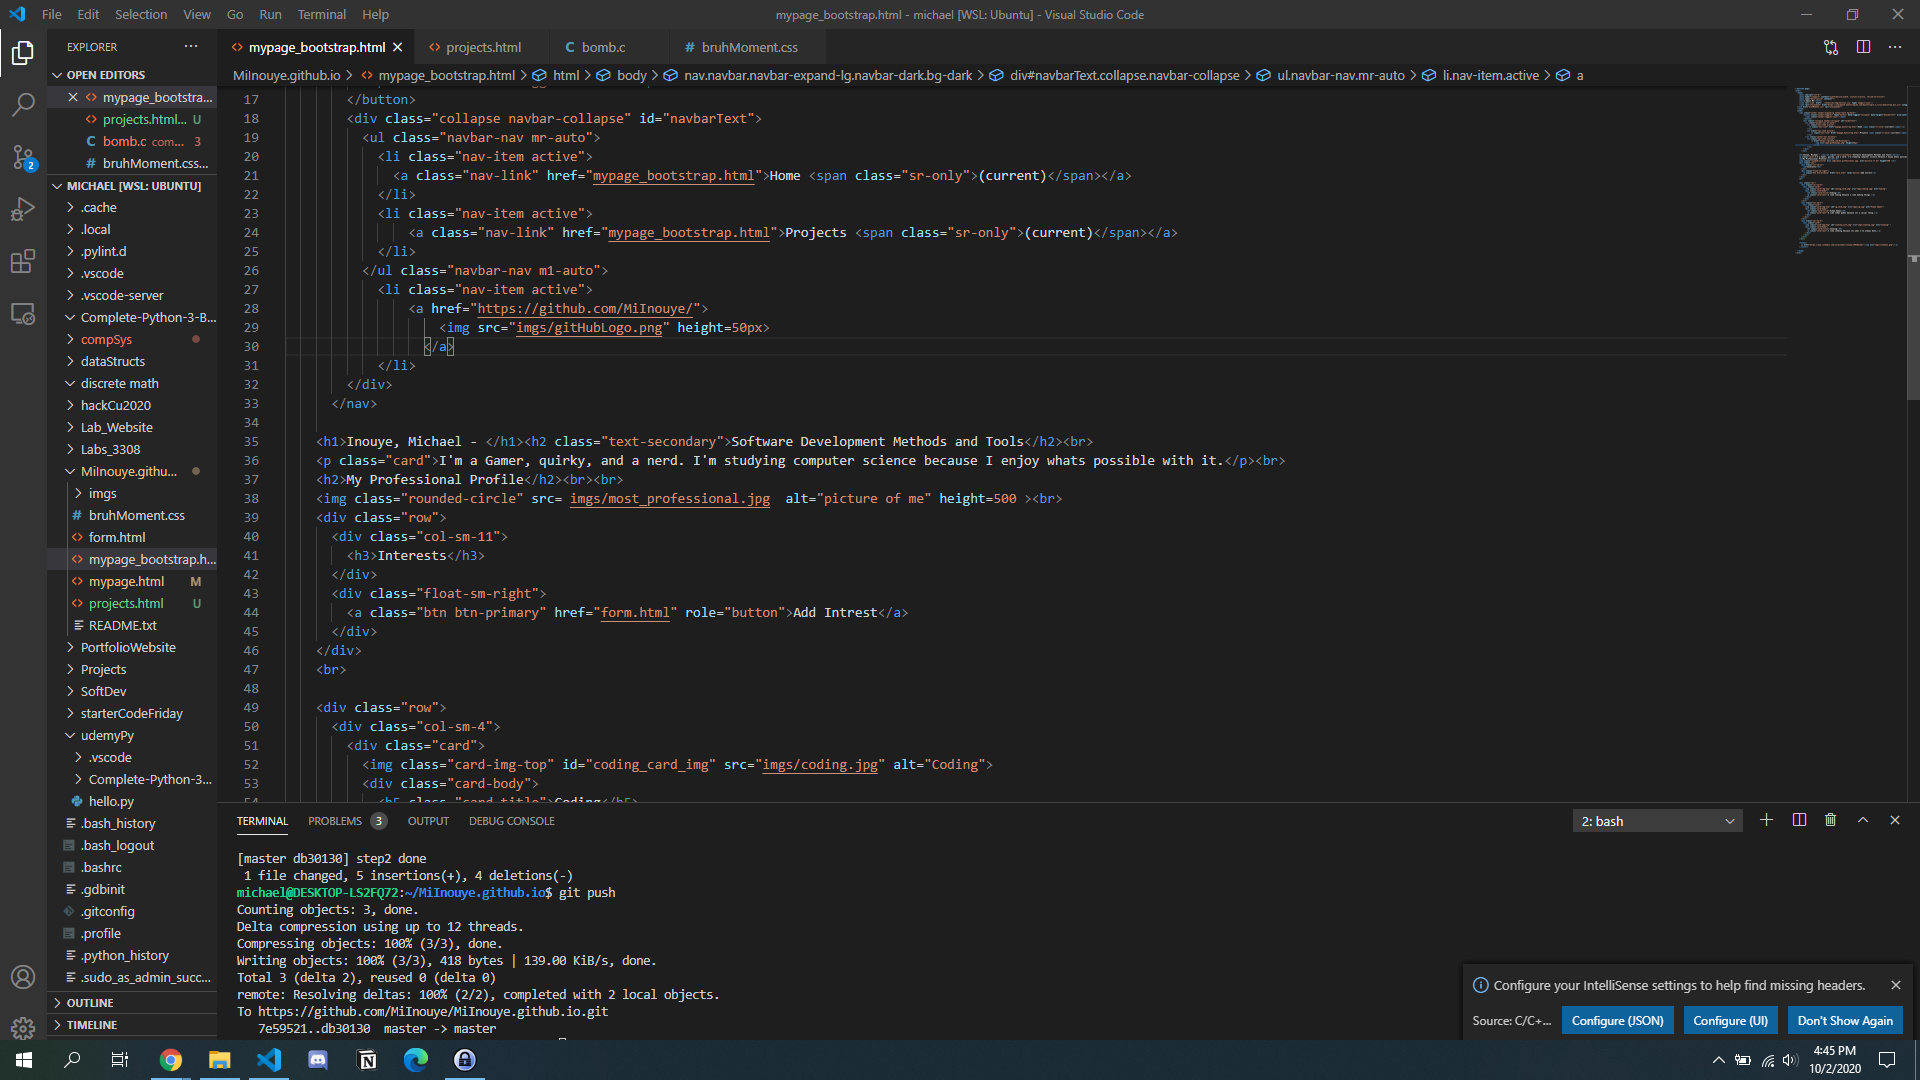 File Edit Selection View Go Run Terminal Help
mypage_bootstrap.html - michael [WSL: Ubuntu] - Visual Studio Code
EXPLORER
mypage_bootstrap.html
projects.html
bomb.c
bruhMoment.css
MiInouye.github.io > mypage_bootstrap.html > html > body > nav.navbar.navbar-expand-lg.navbar-dark.bg-dark > div#navbarText.collapse.navbar-collapse > ul.navbar-nav.mr-auto > li.nav-item.active > a
OPEN EDITORS
mypage_bootstra...
projects.html... U
bomb.c com... 3
bruhMoment.css...
MICHAEL [WSL: UBUNTU]
.cache
.local
.pylint.d
.vscode
.vscode-server
Complete-Python-3-B...
compSys
dataStructs
discrete math
hackCu2020
Lab_Website
Labs_3308
MiInouye.githu...
imgs
bruhMoment.css
form.html
mypage_bootstrap.h...
mypage.html M
projects.html U
README.txt
PortfolioWebsite
Projects
SoftDev
starterCodeFriday
udemyPy
.vscode
Complete-Python-3...
hello.py
.bash_history
.bash_logout
.bashrc
.gdbinit
.gitconfig
.profile
.python_history
.sudo_as_admin_succ...
OUTLINE
TIMELINE
2
17 </button>
18 <div class="collapse navbar-collapse" id="navbarText">
19 <ul class="navbar-nav mr-auto">
20 <li class="nav-item active">
21 <a class="nav-link" href="mypage_bootstrap.html">Home <span class="sr-only">(current)</span></a>
22 </li>
23 <li class="nav-item active">
24 <a class="nav-link" href="mypage_bootstrap.html">Projects <span class="sr-only">(current)</span></a>
25 </li>
26 </ul class="navbar-nav m1-auto">
27 <li class="nav-item active">
28 <a href="https://github.com/MiInouye/">
29 <img src="imgs/gitHubLogo.png" height=50px>
30 </a>
31 </li>
32 </div>
33 </nav>
34
35 <h1>Inouye, Michael - </h1><h2 class="text-secondary">Software Development Methods and Tools</h2><br>
36 <p class="card">I'm a Gamer, quirky, and a nerd. I'm studying computer science because I enjoy whats possible with it.</p><br>
37 <h2>My Professional Profile</h2><br><br>
38 <img class="rounded-circle" src= imgs/most_professional.jpg alt="picture of me" height=500 ><br>
39 <div class="row">
40 <div class="col-sm-11">
41 <h3>Interests</h3>
42 </div>
43 <div class="float-sm-right">
44 <a class="btn btn-primary" href="form.html" role="button">Add Intrest</a>
45 </div>
46 </div>
47 <br>
48
49 <div class="row">
50 <div class="col-sm-4">
51 <div class="card">
52 <img class="card-img-top" id="coding_card_img" src="imgs/coding.jpg" alt="Coding">
53 <div class="card-body">
54 <h5 class="card-title">Coding</h5>
TERMINAL PROBLEMS 3 OUTPUT DEBUG CONSOLE
2: bash
[master db30130] step2 done
1 file changed, 5 insertions(+), 4 deletions(-)
michael@DESKTOP-LS2FQ72:~/MiInouye.github.io$ git push
Counting objects: 3, done.
Delta compression using up to 12 threads.
Compressing objects: 100% (3/3), done.
Writing objects: 100% (3/3), 418 bytes | 139.00 KiB/s, done.
Total 3 (delta 2), reused 0 (delta 0)
remote: Resolving deltas: 100% (2/2), completed with 2 local objects.
To https://github.com/MiInouye/MiInouye.github.io.git
7e59521..db30130 master -> master
Configure your IntelliSense settings to help find missing headers.
Source: C/C+...
Configure (JSON)
Configure (UI)
Don't Show Again
4:45 PM
10/2/2020